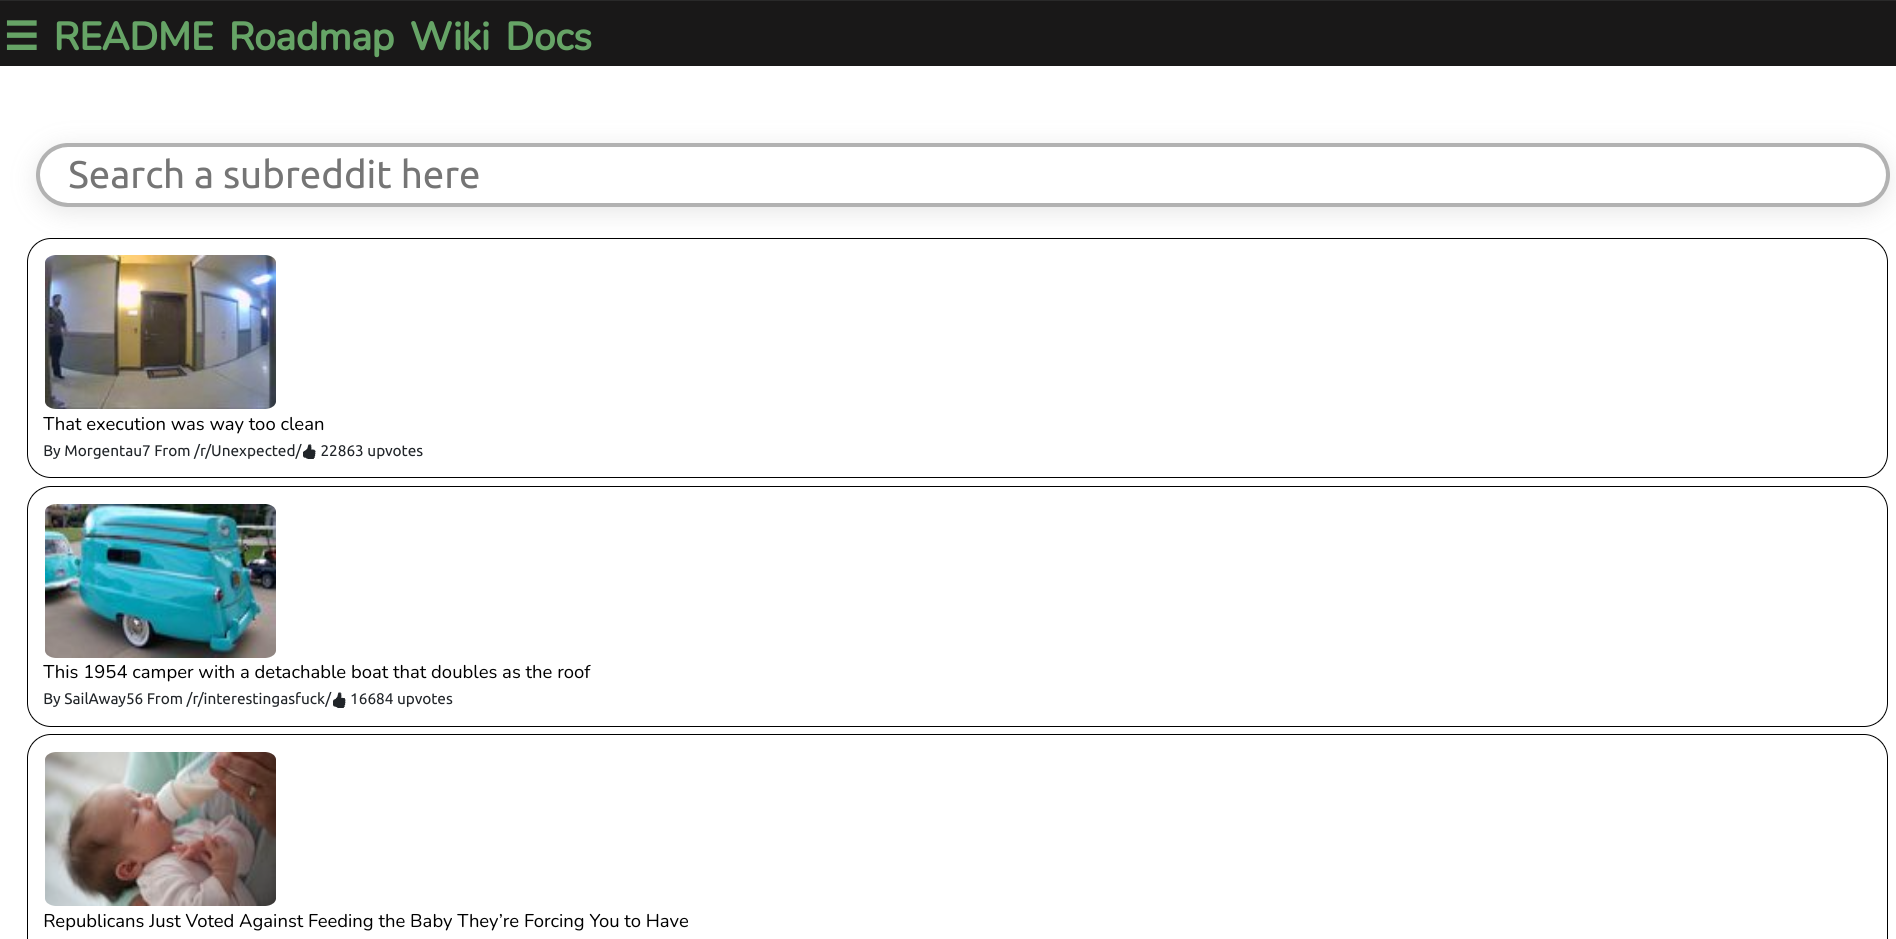 README Roadmap Wiki Docs
Search a subreddit here
That execution was way too clean
By Morgentau7 From /r/Unexpected/ 22863 upvotes
This 1954 camper with a detachable boat that doubles as the roof
By SailAway56 From /r/interestingasfuck/ 16684 upvotes
Republicans Just Voted Against Feeding the Baby They’re Forcing You to Have